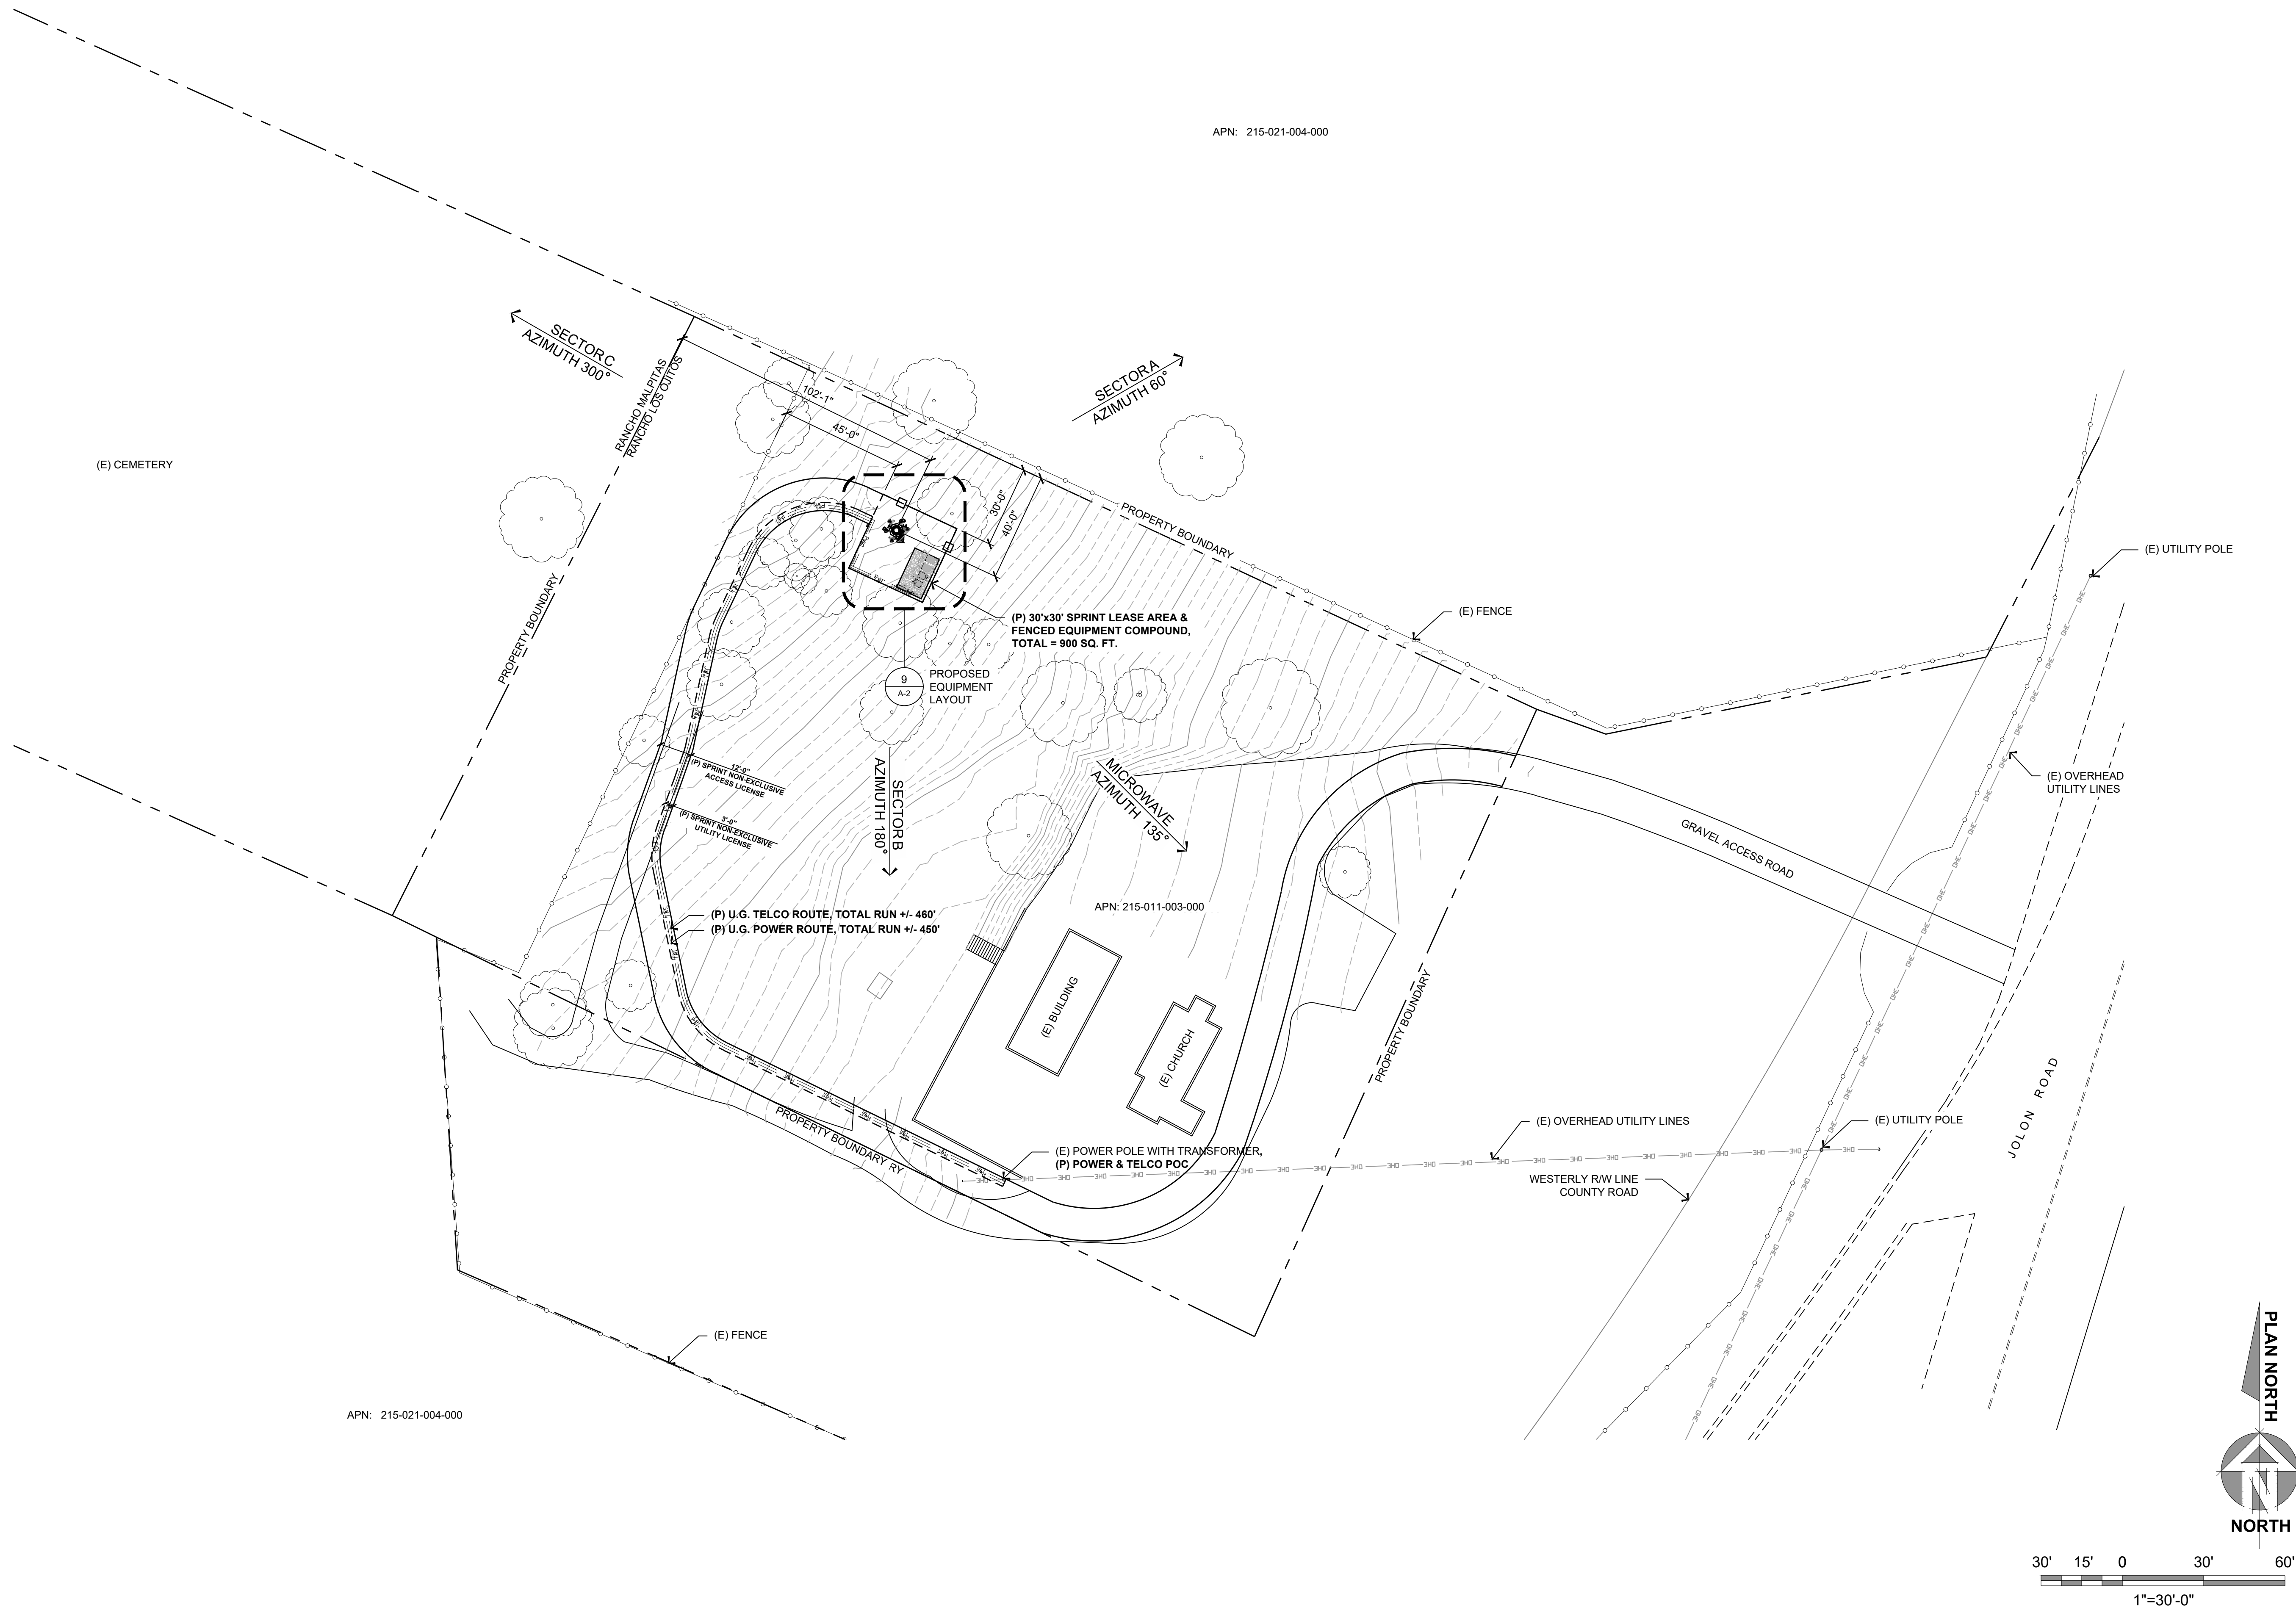 APN: 215-021-004-000
SECTOR C
AZIMUTH 300°
RANCHO MALPITAS
RANCHO LOS OJITOS
SECTOR A
AZIMUTH 60°
102'-1"
45'-0"
(E) CEMETERY
30'-0"
40'-0"
PROPERTY BOUNDARY
(E) UTILITY POLE
PROPERTY BOUNDARY
(E) FENCE
(P) 30'x30' SPRINT LEASE AREA &
FENCED EQUIPMENT COMPOUND,
TOTAL = 900 SQ. FT.
9
A-2
PROPOSED
EQUIPMENT
LAYOUT
12'-0"
(P) SPRINT NON-EXCLUSIVE
ACCESS LICENSE
3'-0"
(P) SPRINT NON-EXCLUSIVE
UTILITY LICENSE
SECTOR B
AZIMUTH 180°
MICROWAVE
AZIMUTH 135°
(E) OVERHEAD
UTILITY LINES
GRAVEL ACCESS ROAD
APN: 215-011-003-000
(P) U.G. TELCO ROUTE, TOTAL RUN +/- 460'
(P) U.G. POWER ROUTE, TOTAL RUN +/- 450'
(E) BUILDING
(E) CHURCH
PROPERTY BOUNDARY
PROPERTY BOUNDARY RY
(E) POWER POLE WITH TRANSFORMER,
(P) POWER & TELCO POC
(E) OVERHEAD UTILITY LINES
(E) UTILITY POLE
JOLON ROAD
WESTERLY R/W LINE
COUNTY ROAD
(E) FENCE
APN: 215-021-004-000
PLAN NORTH
N
NORTH
30' 15' 0 30' 60'
1"=30'-0"